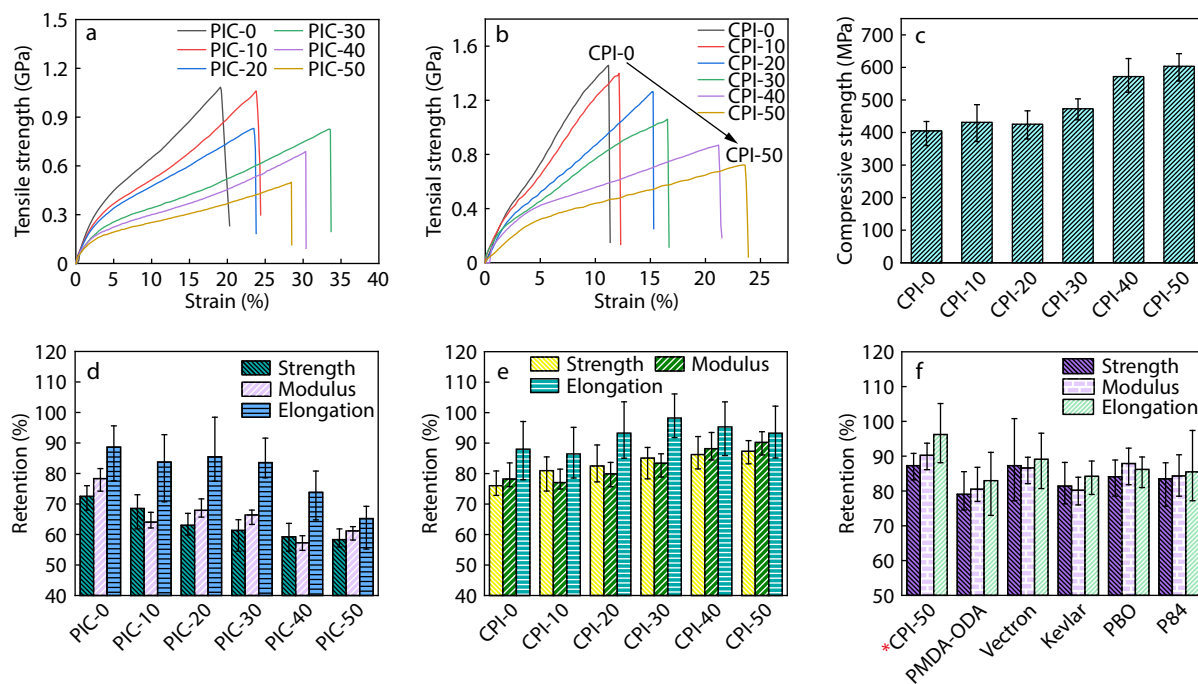 a
PIC-0 PIC-30
PIC-10 PIC-40
PIC-20 PIC-50
Tensile strength (GPa)
1.5
1.2
0.9
0.6
0.3
0
0 5 10 15 20 25 30 35 40
Strain (%)
b
CPI-0
CPI-10
CPI-20
CPI-30
CPI-40
CPI-50
CPI-0
CPI-50
Tensial strength (GPa)
1.6
1.2
0.8
0.4
0
0 5 10 15 20 25
Strain (%)
c
Compressive strength (MPa)
700
600
500
400
300
200
100
0
CPI-0 CPI-10 CPI-20 CPI-30 CPI-40 CPI-50
d
Strength
Modulus
Elongation
Retention (%)
120
110
100
90
80
70
60
50
40
PIC-0 PIC-10 PIC-20 PIC-30 PIC-40 PIC-50
e
Strength Modulus
Elongation
Retention (%)
120
110
100
90
80
70
60
50
40
CPI-0 CPI-10 CPI-20 CPI-30 CPI-40 CPI-50
f
Strength
Modulus
Elongation
Retention (%)
120
110
100
90
80
70
60
50
*CPI-50 PMDA-ODA Vectron Kevlar PBO P84